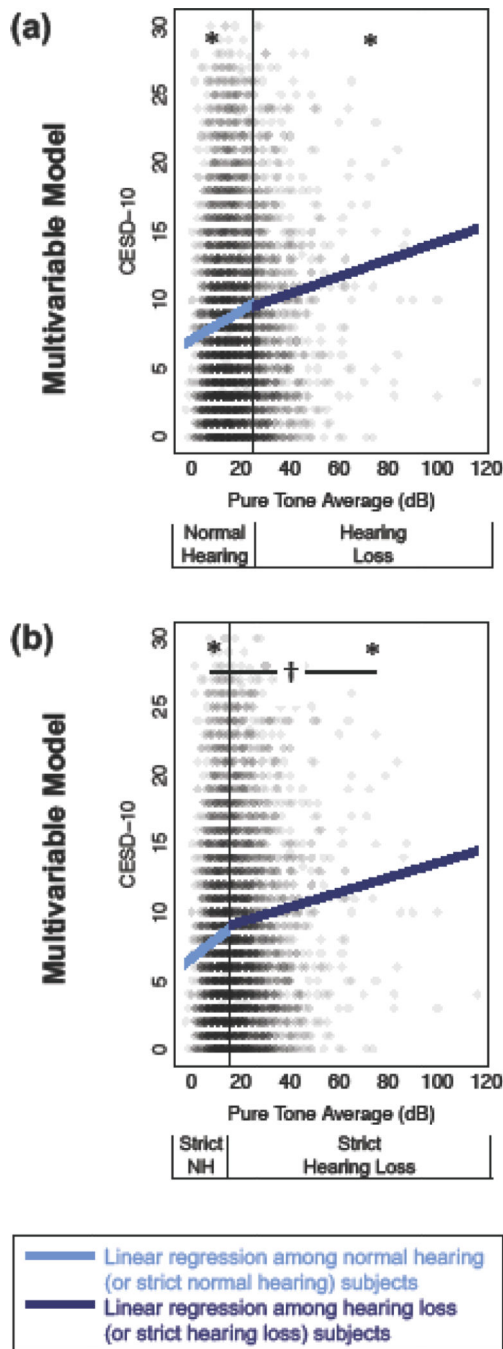 (a)
Multivariable Model
CESD-10
30
25
20
15
10
5
0
*
*
0 20 40 60 80 100 120
Pure Tone Average (dB)
Normal
Hearing
Hearing
Loss
(b)
Multivariable Model
CESD-10
30
25
20
15
10
5
0
*
*
†
0 20 40 60 80 100 120
Pure Tone Average (dB)
Strict
NH
Strict
Hearing Loss
Linear regression among normal hearing
(or strict normal hearing) subjects
Linear regression among hearing loss
(or strict hearing loss) subjects